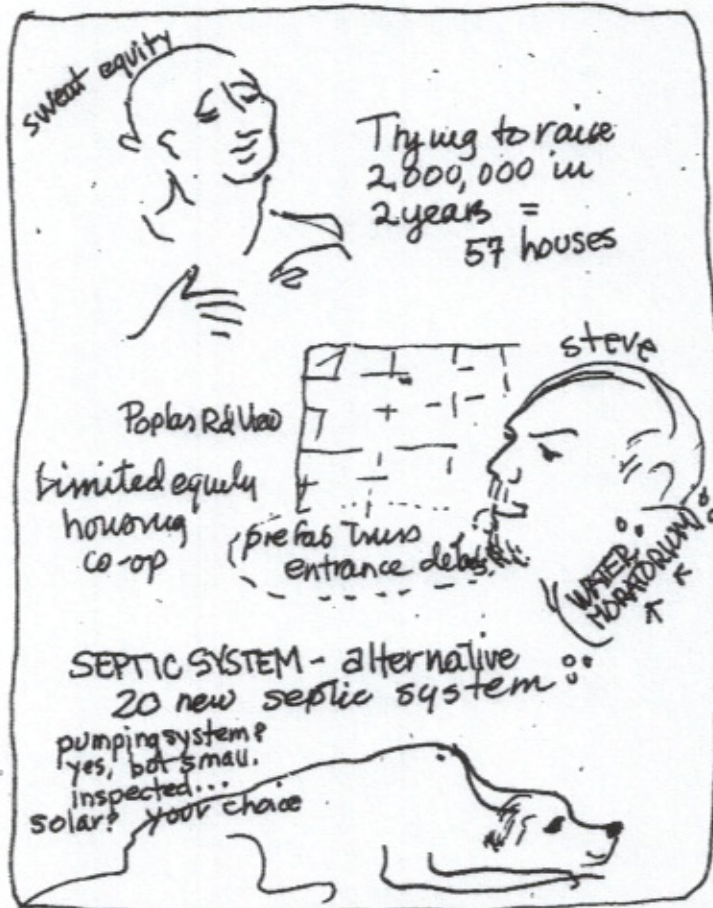 sweat equity
Trying to raise
2,000,000 in
2 years =
57 houses
steve
Poplar Rd View
Limited equity
housing
co-op
prefab truss
entrance
WATER
MORATORIUM
SEPTIC SYSTEM - alternative
20 new septic system
pumping system?
yes, but small.
inspected...
solar? your choice